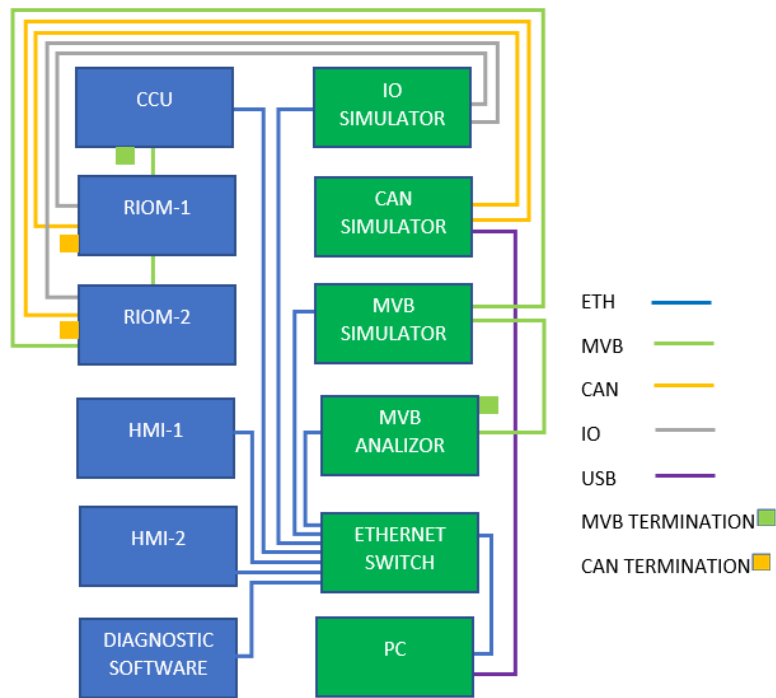 CCU
IO
SIMULATOR
RIOM-1
CAN
SIMULATOR
RIOM-2
MVB
SIMULATOR
HMI-1
MVB
ANALIZOR
HMI-2
ETHERNET
SWITCH
DIAGNOSTIC
SOFTWARE
PC
ETH
MVB
CAN
IO
USB
MVB TERMINATION
CAN TERMINATION